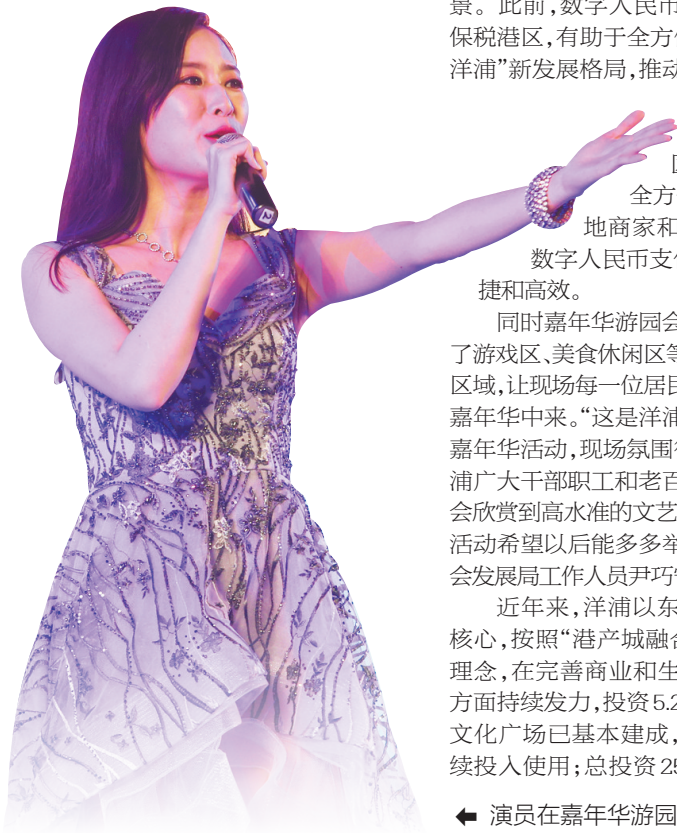 景。此前,数字人民币
保税港区,有助于全方
洋浦”新发展格局,推动
全方
地商家和
数字人民币支
捷和高效。
同时嘉年华游园会
了游戏区、美食休闲区等
区域,让现场每一位居民
嘉年华中来。“这是洋浦
嘉年华活动,现场氛围
浦广大干部职工和老百
会欣赏到高水准的文艺
活动希望以后能多多举
会发展局工作人员尹巧
近年来,洋浦以东
核心,按照“港产城融合
理念,在完善商业和生
方面持续发力,投资5.2
文化广场已基本建成,
续投入使用;总投资25
演员在嘉年华游园